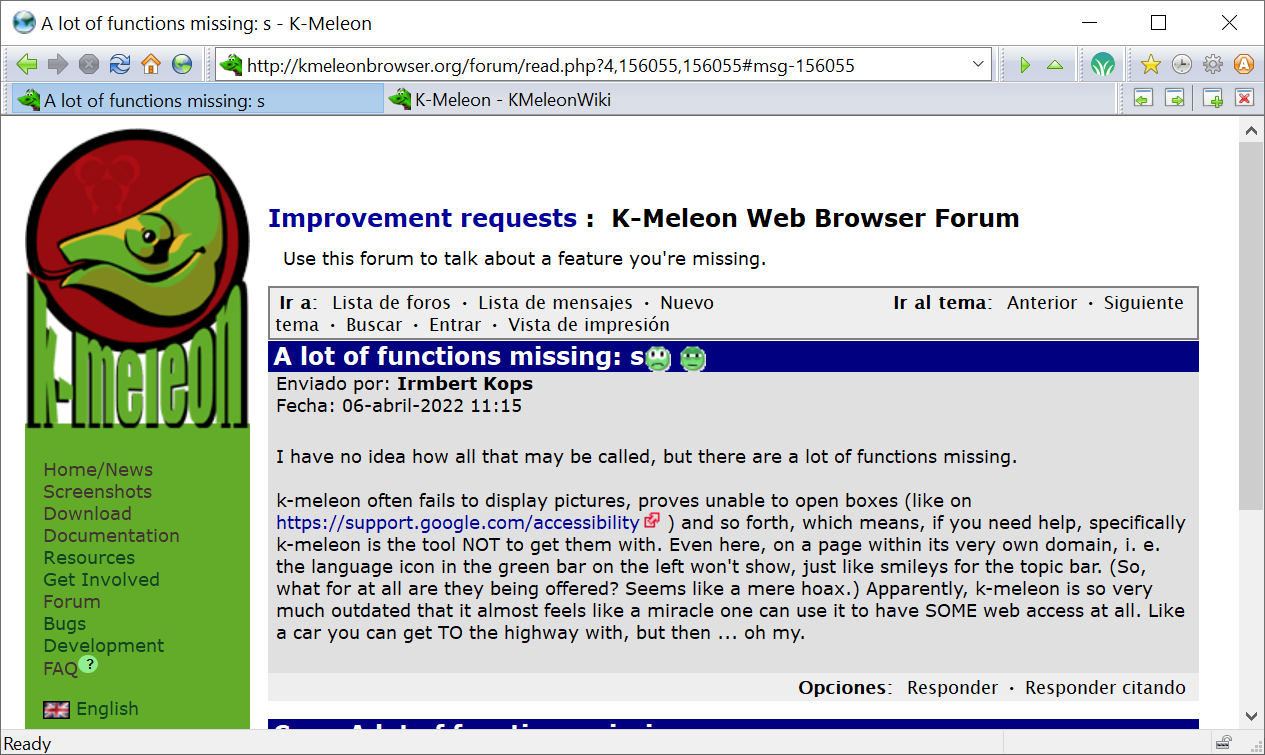 A lot of functions missing: s - K-Meleon
http://kmeleonbrowser.org/forum/read.php?4,156055,156055#msg-156055
A lot of functions missing: s
K-Meleon - KMeleonWiki
k-meleon
Home/News
Screenshots
Download
Documentation
Resources
Get Involved
Forum
Bugs
Development
FAQ ?
English
Improvement requests : K-Meleon Web Browser Forum
Use this forum to talk about a feature you're missing.
Ir a: Lista de foros • Lista de mensajes • Nuevo
tema • Buscar • Entrar • Vista de impresión
Ir al tema: Anterior • Siguiente
A lot of functions missing: s
Enviado por: Irmbert Kops
Fecha: 06-abril-2022 11:15
I have no idea how all that may be called, but there are a lot of functions missing.
k-meleon often fails to display pictures, proves unable to open boxes (like on
https://support.google.com/accessibility ) and so forth, which means, if you need help, specifically
k-meleon is the tool NOT to get them with. Even here, on a page within its very own domain, i. e.
the language icon in the green bar on the left won't show, just like smileys for the topic bar. (So,
what for at all are they being offered? Seems like a mere hoax.) Apparently, k-meleon is so very
much outdated that it almost feels like a miracle one can use it to have SOME web access at all. Like
a car you can get TO the highway with, but then ... oh my.
Opciones: Responder • Responder citando
Ready